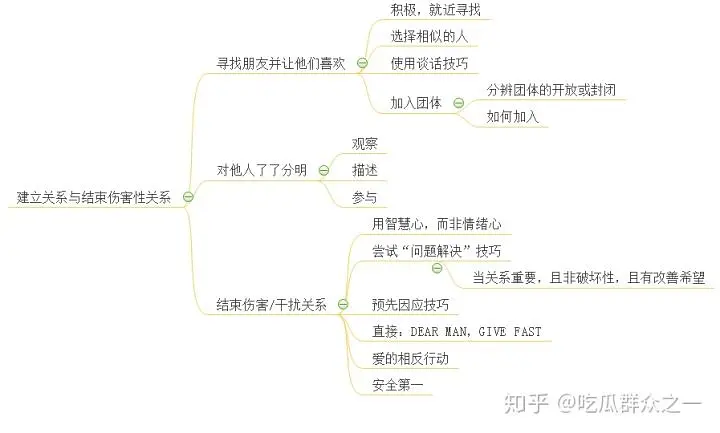 建立关系与结束伤害性关系
寻找朋友并让他们喜欢
积极，就近寻找
选择相似的人
使用谈话技巧
加入团体
分辨团体的开放或封闭
如何加入
对他人了了分明
观察
描述
参与
结束伤害/干扰关系
用智慧心，而非情绪心
尝试“问题解决”技巧
当关系重要，且非破坏性，且有改善希望
预先因应技巧
直接：DEAR MAN，GIVE FAST
爱的相反行动
安全第一
知乎 @吃瓜群众之一